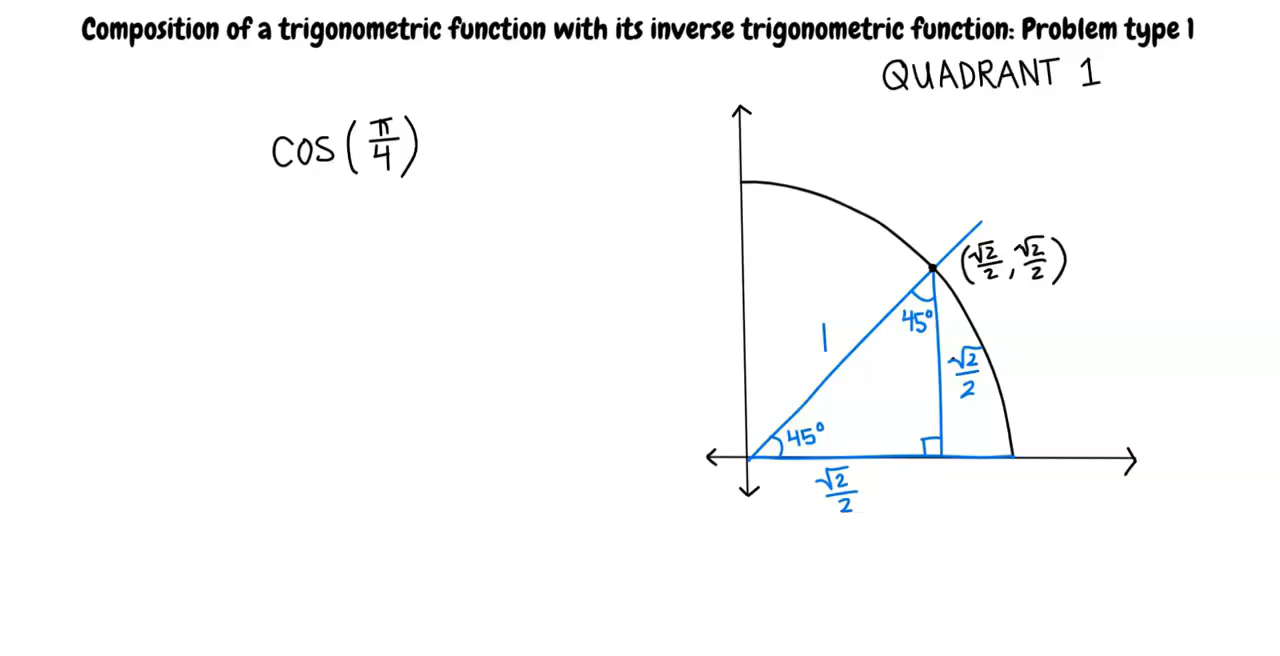 Composition of a trigonometric function with its inverse trigonometric function: Problem type 1
QUADRANT 1
COS(π/4)
(√2/2, √2/2)
1
45°
√2/2
45°
√2/2